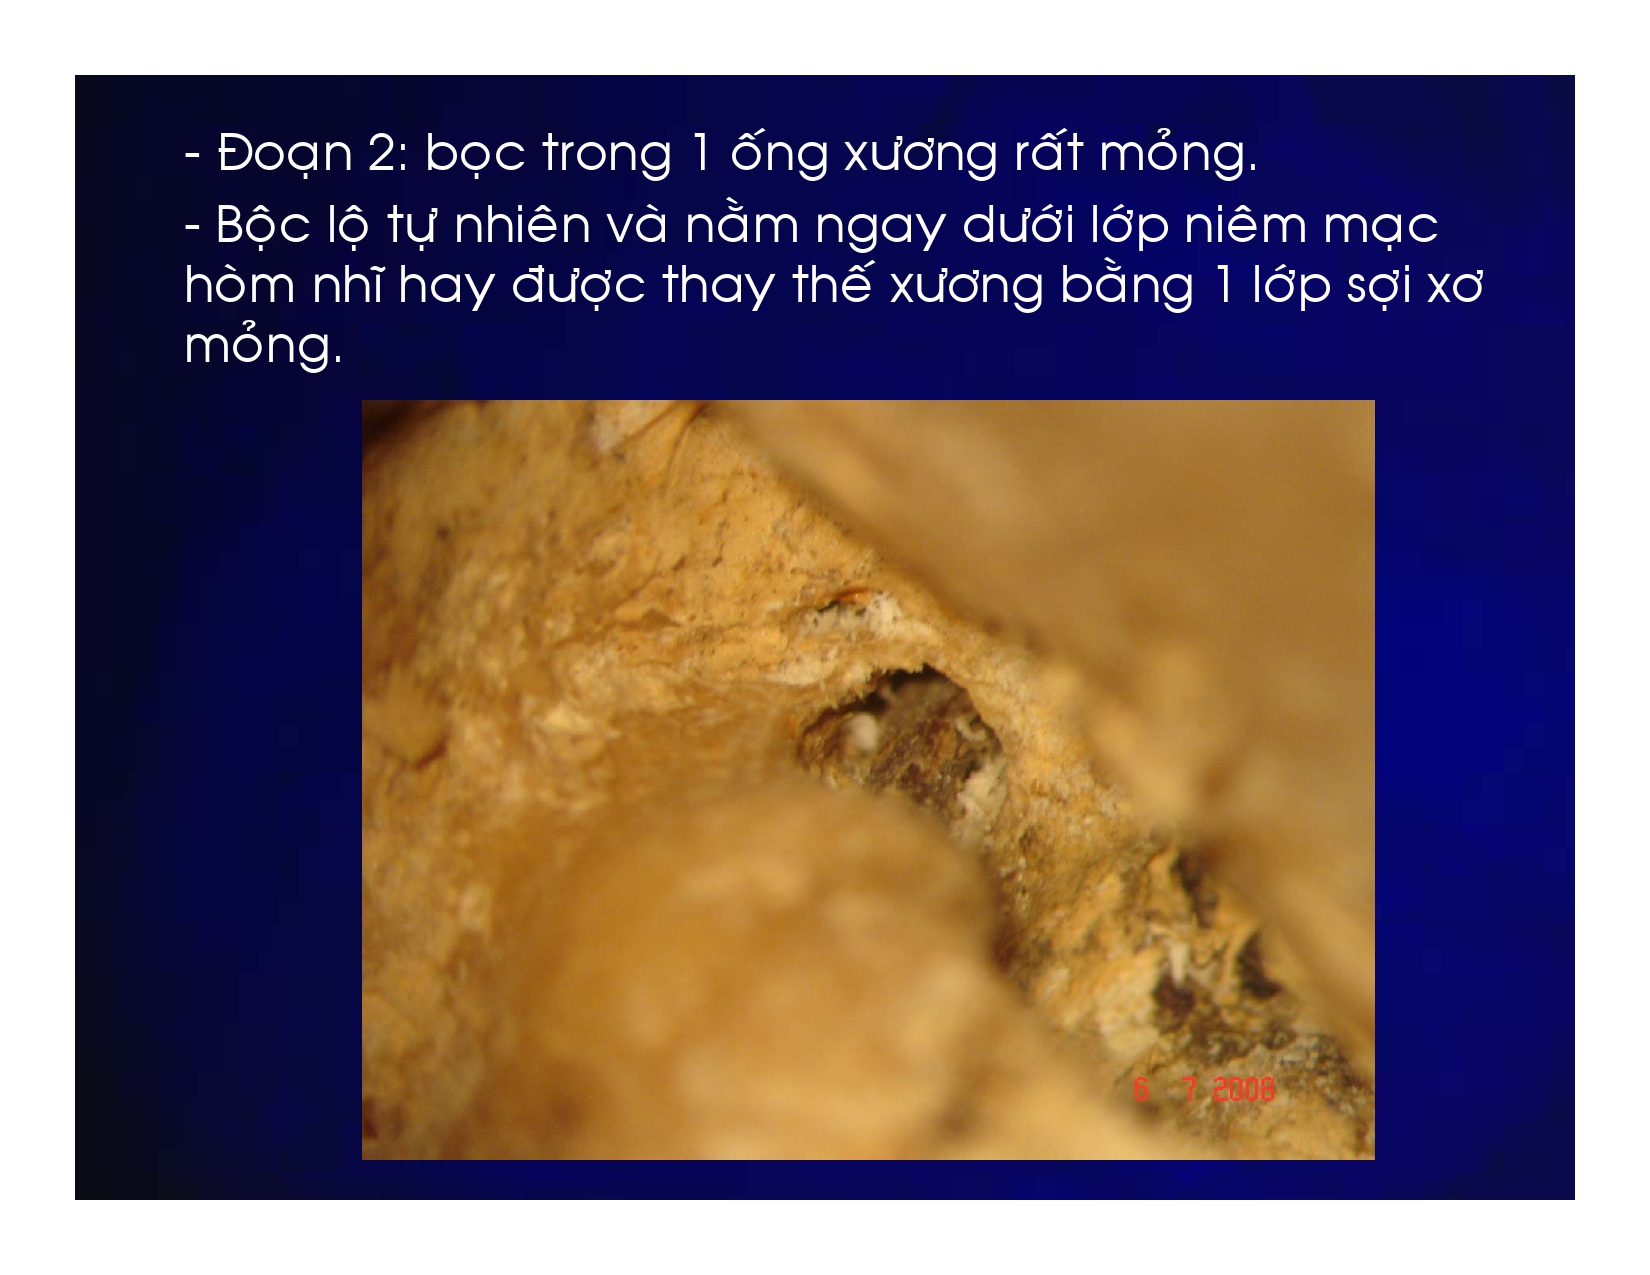 - Đoạn 2: bọc trong 1 ống xương rất mỏng.
- Bộc lộ tự nhiên và nằm ngay dưới lớp niêm mạc
hòm nhĩ hay được thay thế xương bằng 1 lớp sợi xơ
mỏng.
6 7 2008